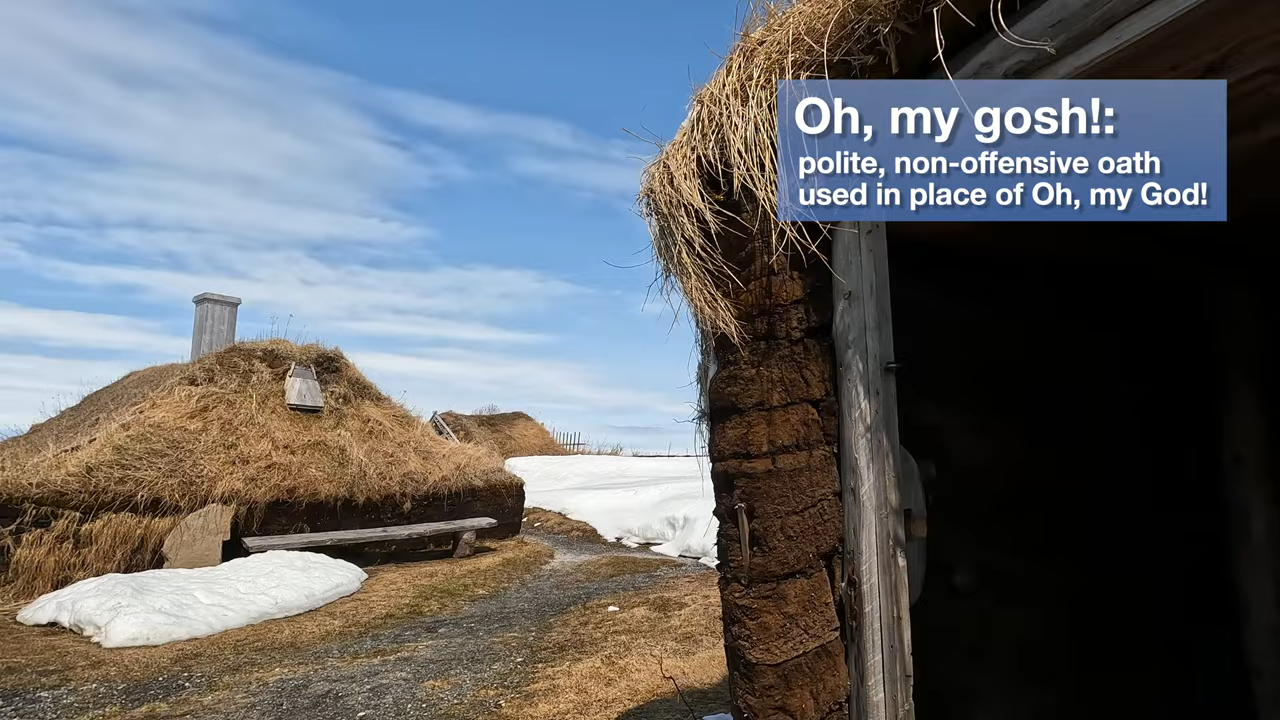 Oh, my gosh!:
polite, non-offensive oath
used in place of Oh, my God!